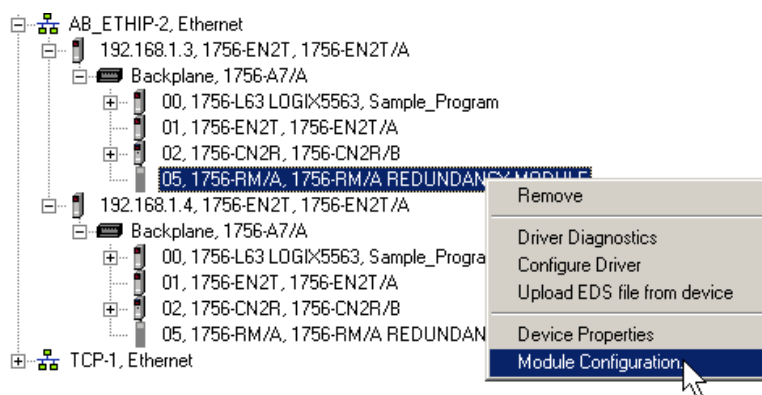 AB_ETHIP-2, Ethernet
192.168.1.3, 1756-EN2T, 1756-EN2T/A
Backplane, 1756-A7/A
00, 1756-L63 LOGIX5563, Sample_Program
01, 1756-EN2T, 1756-EN2T/A
02, 1756-CN2R, 1756-CN2R/B
05, 1756-RM/A, 1756-RM/A REDUNDANCY MODULE
192.168.1.4, 1756-EN2T, 1756-EN2T/A
Backplane, 1756-A7/A
00, 1756-L63 LOGIX5563, Sample_Progra
01, 1756-EN2T, 1756-EN2T/A
02, 1756-CN2R, 1756-CN2R/B
05, 1756-RM/A, 1756-RM/A REDUNDAN
TCP-1, Ethernet
Remove
Driver Diagnostics
Configure Driver
Upload EDS file from device
Device Properties
Module Configuration